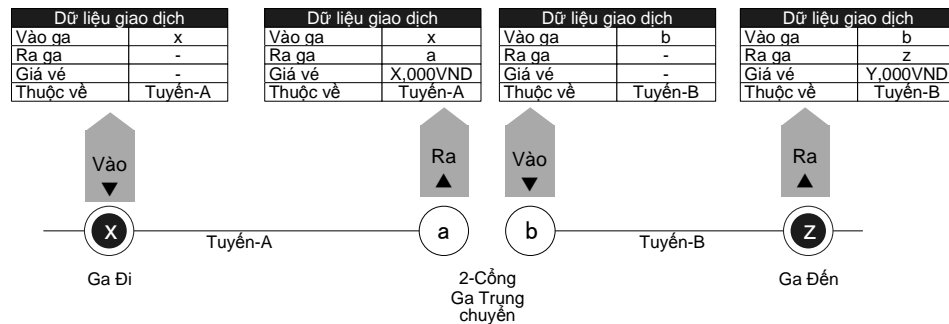 Dữ liệu giao dịch
Vào ga x
Ra ga -
Giá vé -
Thuộc về Tuyến-A
Dữ liệu giao dịch
Vào ga x
Ra ga a
Giá vé X,000VND
Thuộc về Tuyến-A
Dữ liệu giao dịch
Vào ga b
Ra ga -
Giá vé -
Thuộc về Tuyến-B
Dữ liệu giao dịch
Vào ga b
Ra ga z
Giá vé Y,000VND
Thuộc về Tuyến-B
Vào
Ra
Vào
Ra
x
a
b
z
Tuyến-A
Tuyến-B
Ga Đi
2-Cổng
Ga Trung
chuyển
Ga Đến